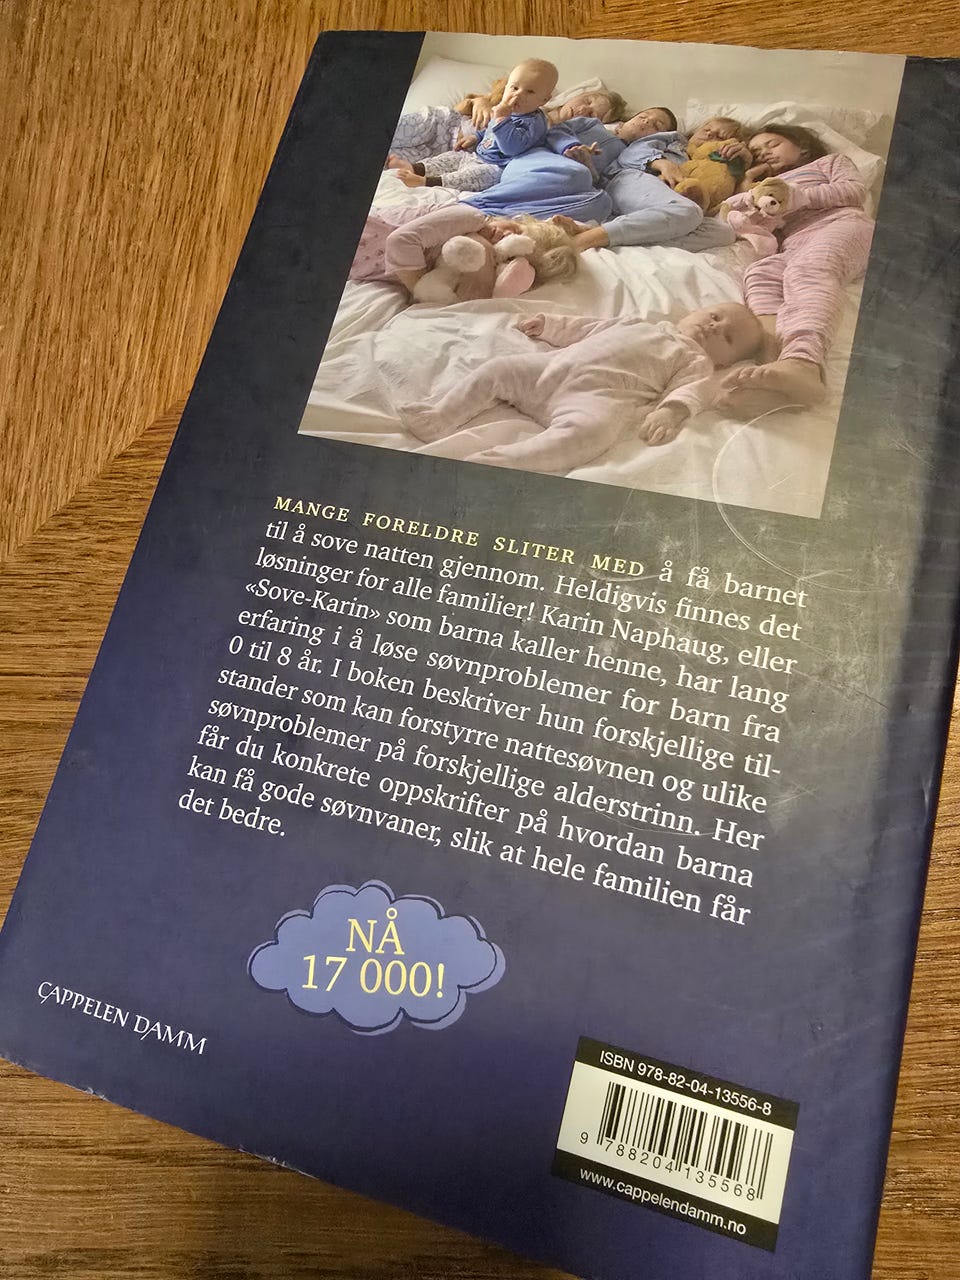 MANGE FORELDRE SLITER MED å få barnet
til å sove natten gjennom. Heldigvis finnes det
løsninger for alle familier! Karin Naphaug, eller
«Sove-Karin» som barna kaller henne, har lang
erfaring i å løse søvnproblemer for barn fra
0 til 8 år. I boken beskriver hun forskjellige til-
stander som kan forstyrre nattesøvnen og ulike
søvnproblemer på forskjellige alderstrinn. Her
får du konkrete oppskrifter på hvordan barna
kan få gode søvnvaner, slik at hele familien får
det bedre.
NÅ
17 000!
CAPPELEN DAMM
ISBN 978-82-04-13556-8
9 788204 135568
www.cappelendamm.no